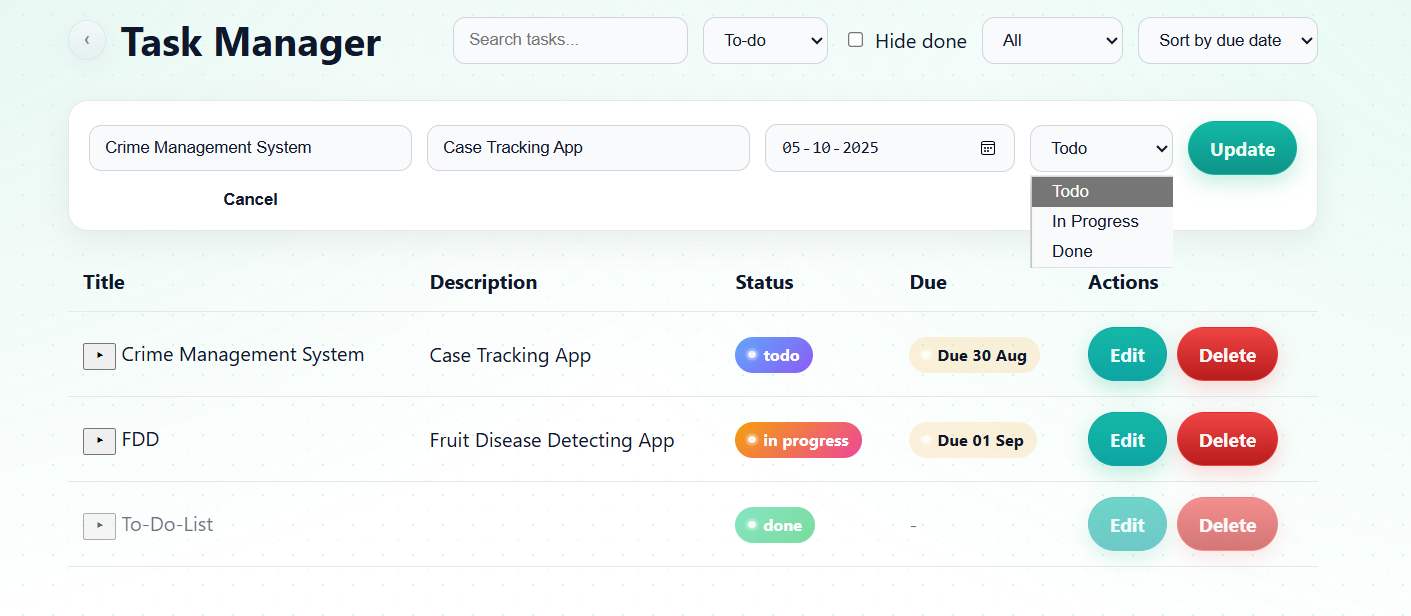 Task Manager Search tasks... To-do Hide done All Sort by due date
Crime Management System Case Tracking App 05-10-2025 Todo Update
Cancel
Todo
In Progress
Done
Title Description Status Due Actions
Crime Management System Case Tracking App todo Due 30 Aug Edit Delete
FDD Fruit Disease Detecting App in progress Due 01 Sep Edit Delete
To-Do-List done - Edit Delete